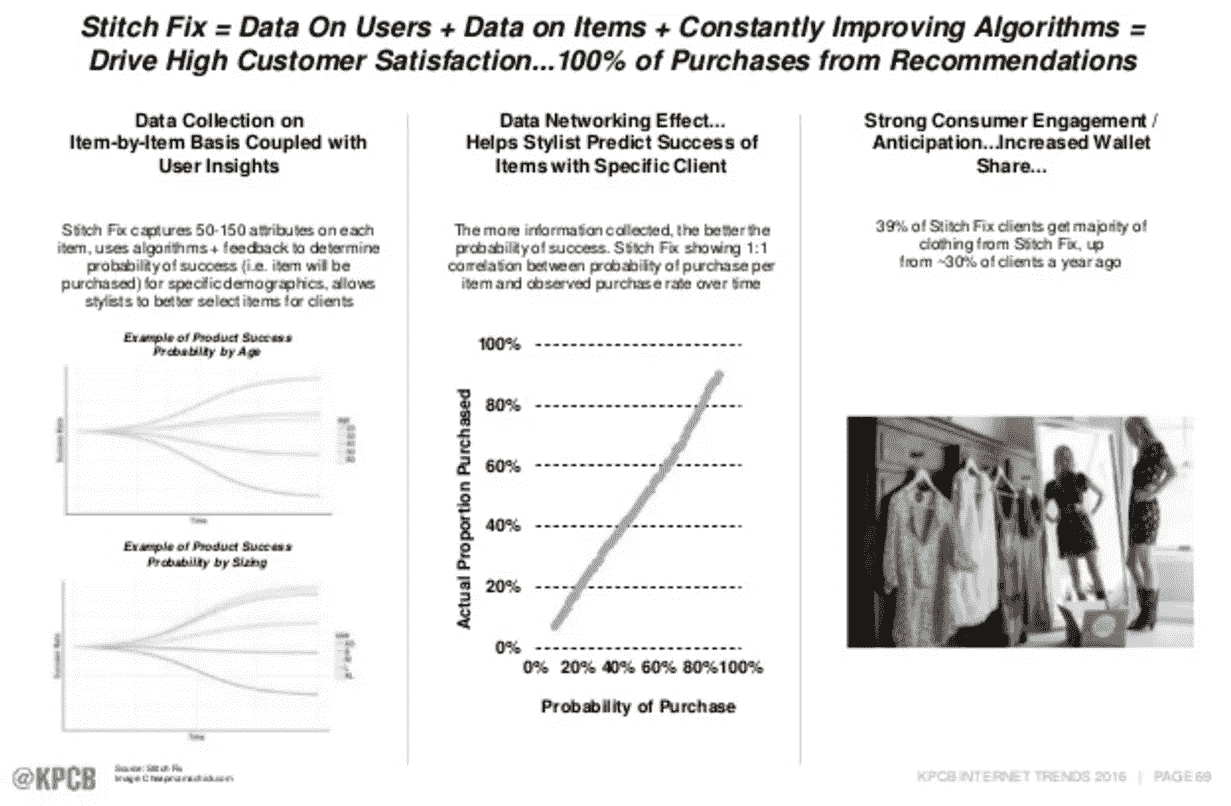 Stitch Fix = Data On Users + Data on Items + Constantly Improving Algorithms =
Drive High Customer Satisfaction...100% of Purchases from Recommendations
Data Collection on
Item-by-Item Basis Coupled with
User Insights
Stitch Fix captures 50-150 attributes on each
item, uses algorithms + feedback to determine
probability of success (i.e. item will be
purchased) for specific demographics, allows
stylists to better select items for clients
Example of Product Success
Probability by Age
Success Rate
Time
Example of Product Success
Probability by Sizing
Success Rate
Time
Data Networking Effect...
Helps Stylist Predict Success of
Items with Specific Client
The more information collected, the better the
probability of success. Stitch Fix showing 1:1
correlation between probability of purchase per
item and observed purchase rate over time
Actual Proportion Purchased
100%
80%
60%
40%
20%
0%
0% 20% 40% 60% 80% 100%
Probability of Purchase
Strong Consumer Engagement /
Anticipation...Increased Wallet
Share...
39% of Stitch Fix clients get majority of
clothing from Stitch Fix, up
from ~30% of clients a year ago
@KPCB
Source: Stitch Fix
Image:
KPCB INTERNET TRENDS 2016 | PAGE 69